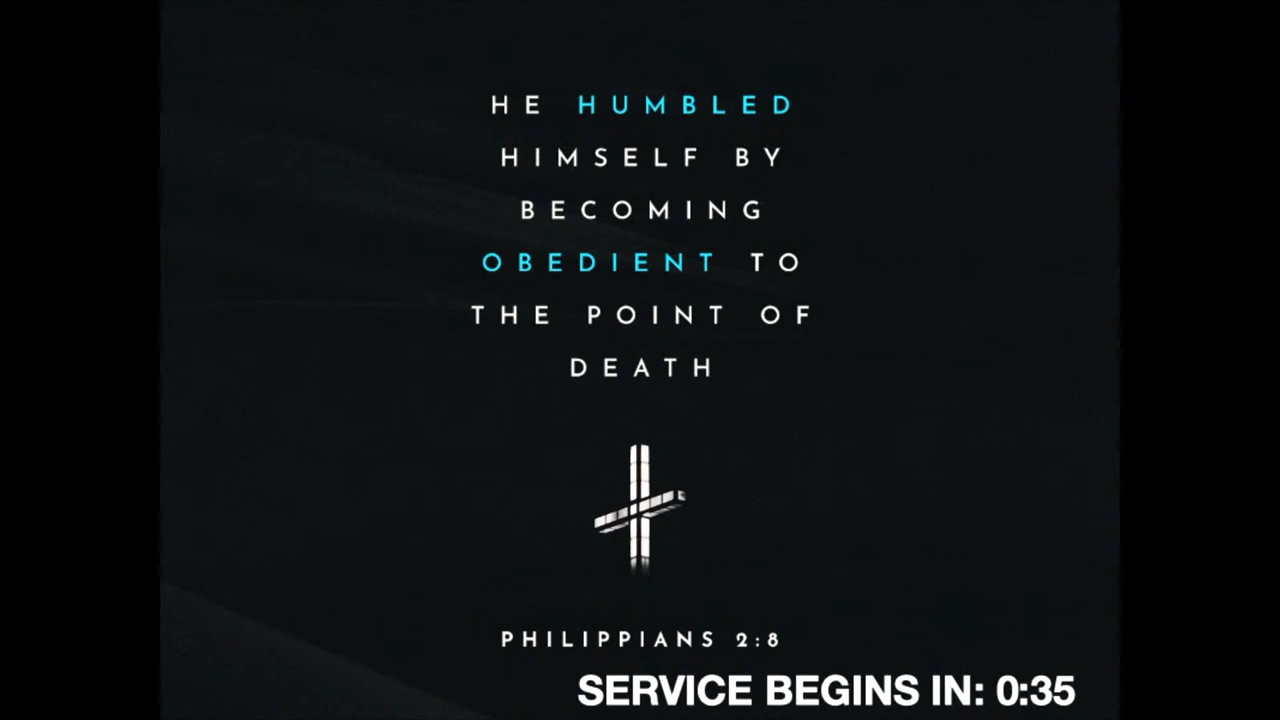 HE HUMBLED
HIMSELF BY
BECOMING
OBEDIENT TO
THE POINT OF
DEATH
PHILIPPIANS 2:8
SERVICE BEGINS IN: 0:35